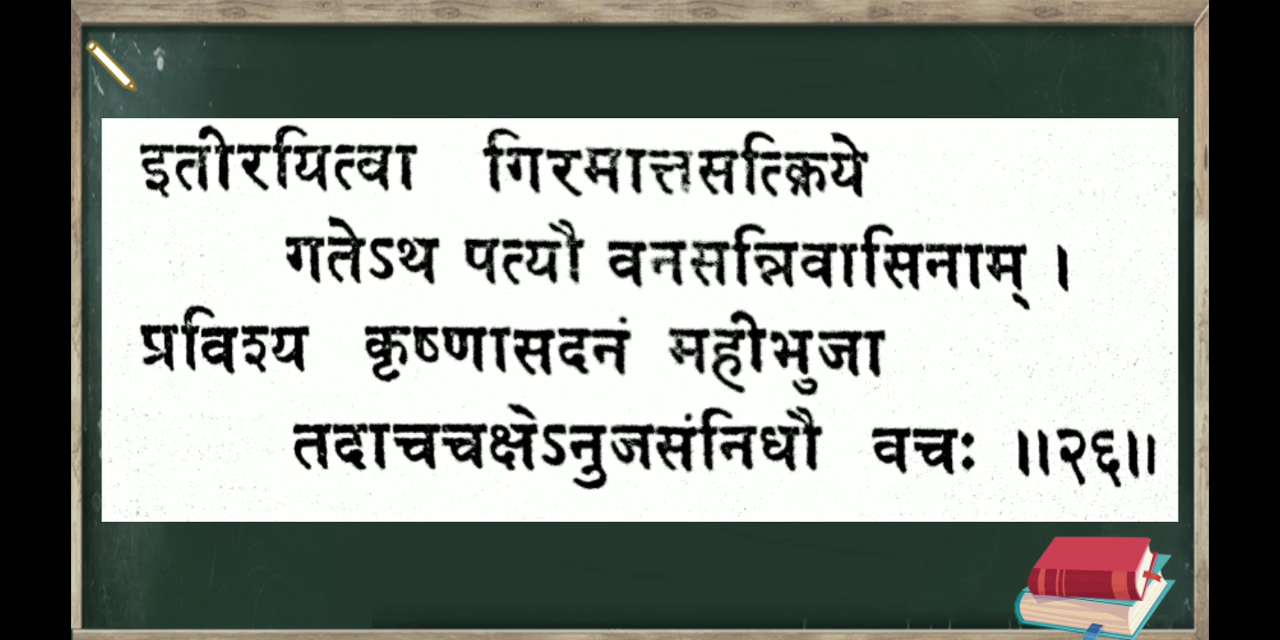 इतीरयित्वा गिरमात्तसत्क्रिये
गतेऽथ पत्यौ वनसन्निवासिनाम् ।
प्रविश्य कृष्णासदनं महीभुजा
तदाचचक्षेऽनुजसंनिधौ वचः ॥२६॥